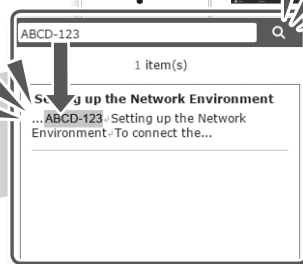 ABCD-123
1 item(s)
Setting up the Network Environment
...ABCD-123↵Setting up the Network
Environment↵To connect the...